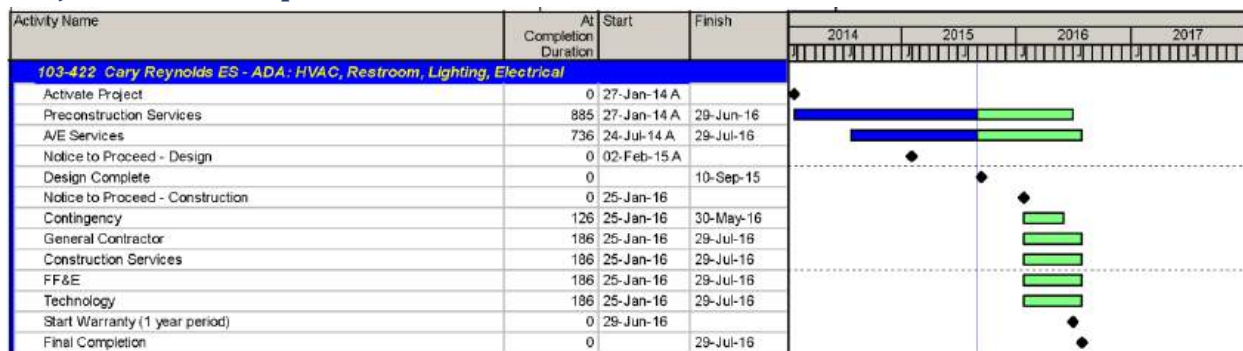 Activity Name At Completion Duration Start Finish
2014 2015 2016 2017
J J J J J J J
103-422 Cary Reynolds ES - ADA: HVAC, Restroom, Lighting, Electrical
Activate Project 0 27-Jan-14 A
Preconstruction Services 885 27-Jan-14 A 29-Jun-16
A/E Services 736 24-Jul-14 A 29-Jul-16
Notice to Proceed - Design 0 02-Feb-15 A
Design Complete 0 10-Sep-15
Notice to Proceed - Construction 0 25-Jan-16
Contingency 126 25-Jan-16 30-May-16
General Contractor 186 25-Jan-16 29-Jul-16
Construction Services 186 25-Jan-16 29-Jul-16
FF&E 186 25-Jan-16 29-Jul-16
Technology 186 25-Jan-16 29-Jul-16
Start Warranty (1 year period) 0 29-Jun-16
Final Completion 0 29-Jul-16